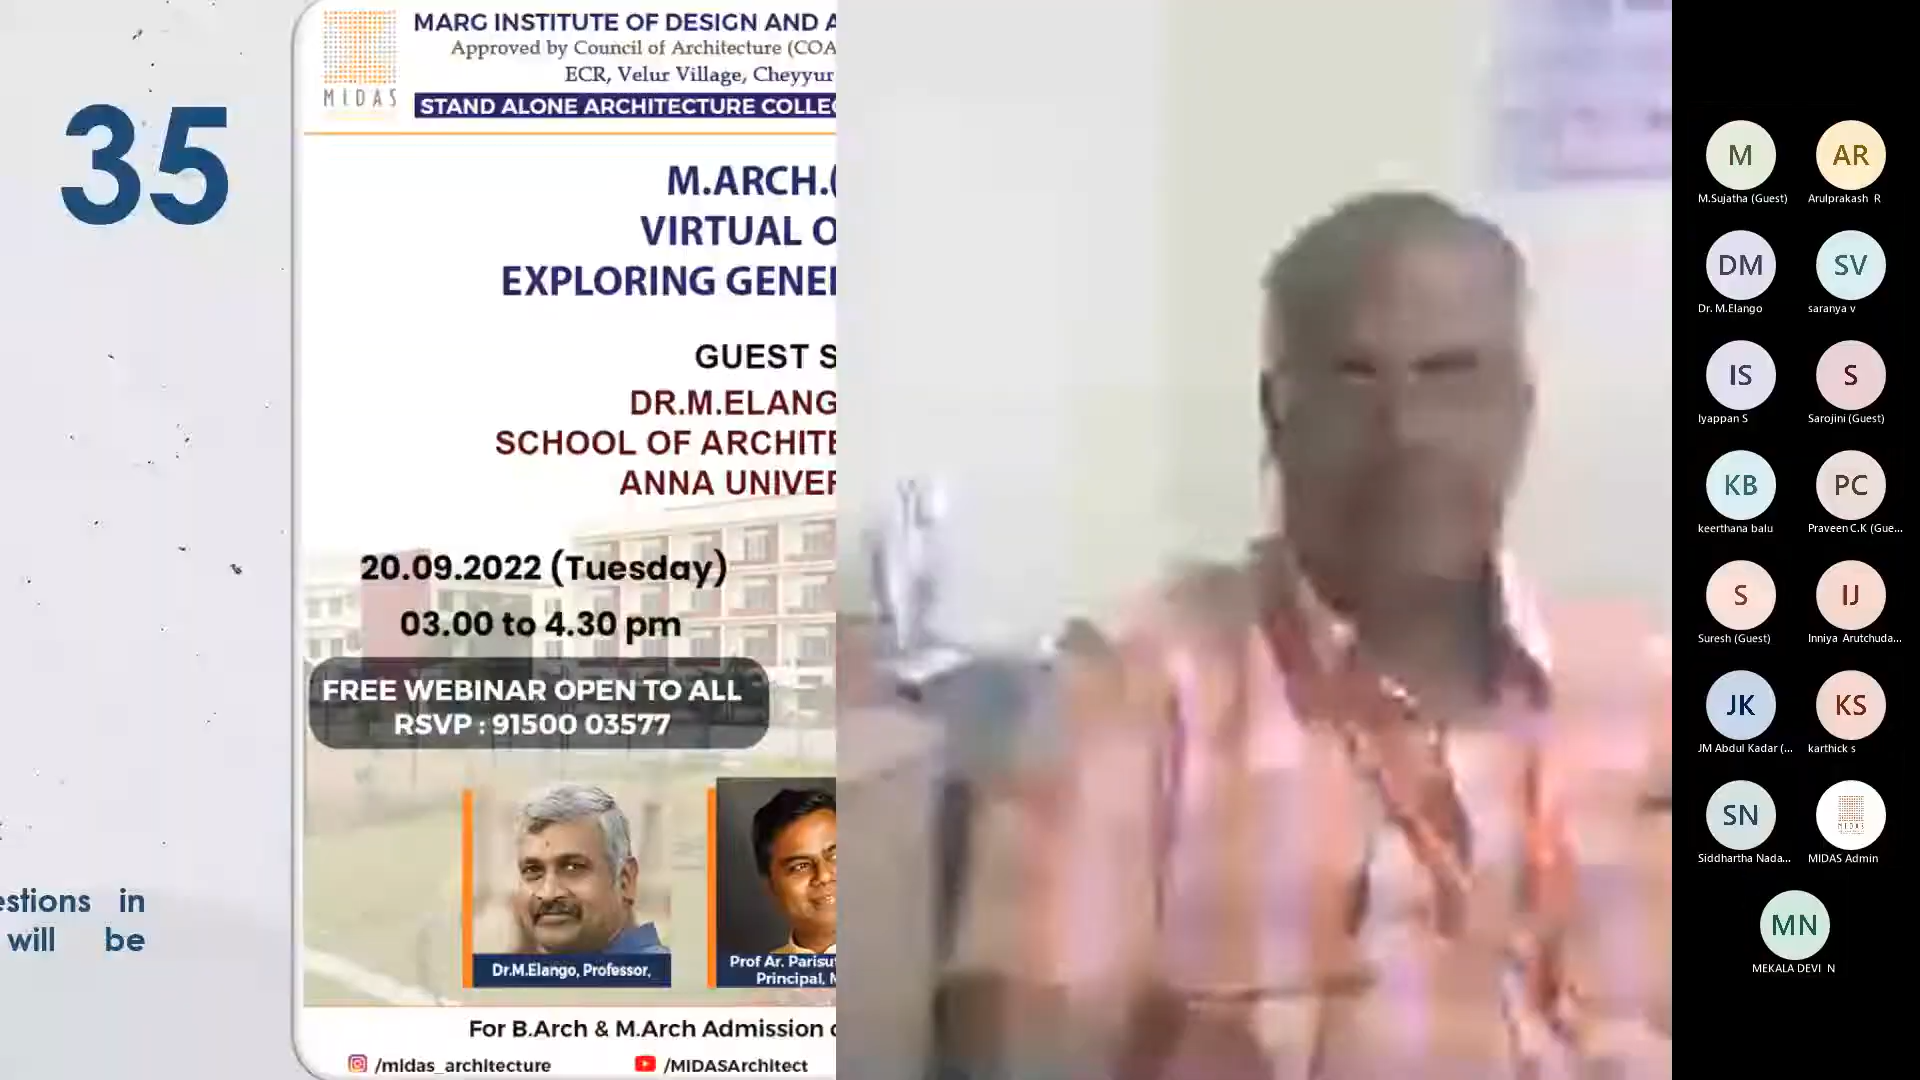 35
estions in
will be
MIDAS
MARG INSTITUTE OF DESIGN AND A
Approved by Council of Architecture (COA
ECR, Velur Village, Cheyyur
STAND ALONE ARCHITECTURE COLLEG
M.ARCH.(
VIRTUAL O
EXPLORING GENE
GUEST S
DR.M.ELANG
SCHOOL OF ARCHITE
ANNA UNIVER
20.09.2022 (Tuesday)
03.00 to 4.30 pm
FREE WEBINAR OPEN TO ALL
RSVP : 91500 03577
Dr.M.Elango, Professor,
Prof Ar. Parisu
Principal, M
For B.Arch & M.Arch Admission c
/midas_architecture
/MIDASArchitect
M
AR
M.Sujatha (Guest)
Arulprakash R
DM
SV
Dr. M.Elango
saranya v
IS
S
Iyappan S
Sarojini (Guest)
KB
PC
keerthana balu
Praveen C.K (Gue...
S
IJ
Suresh (Guest)
Inniya Arutchuda...
JK
KS
JM Abdul Kadar (...
karthick s
SN
MIDAS
Siddhartha Nada...
MIDAS Admin
MN
MEKALA DEVI N